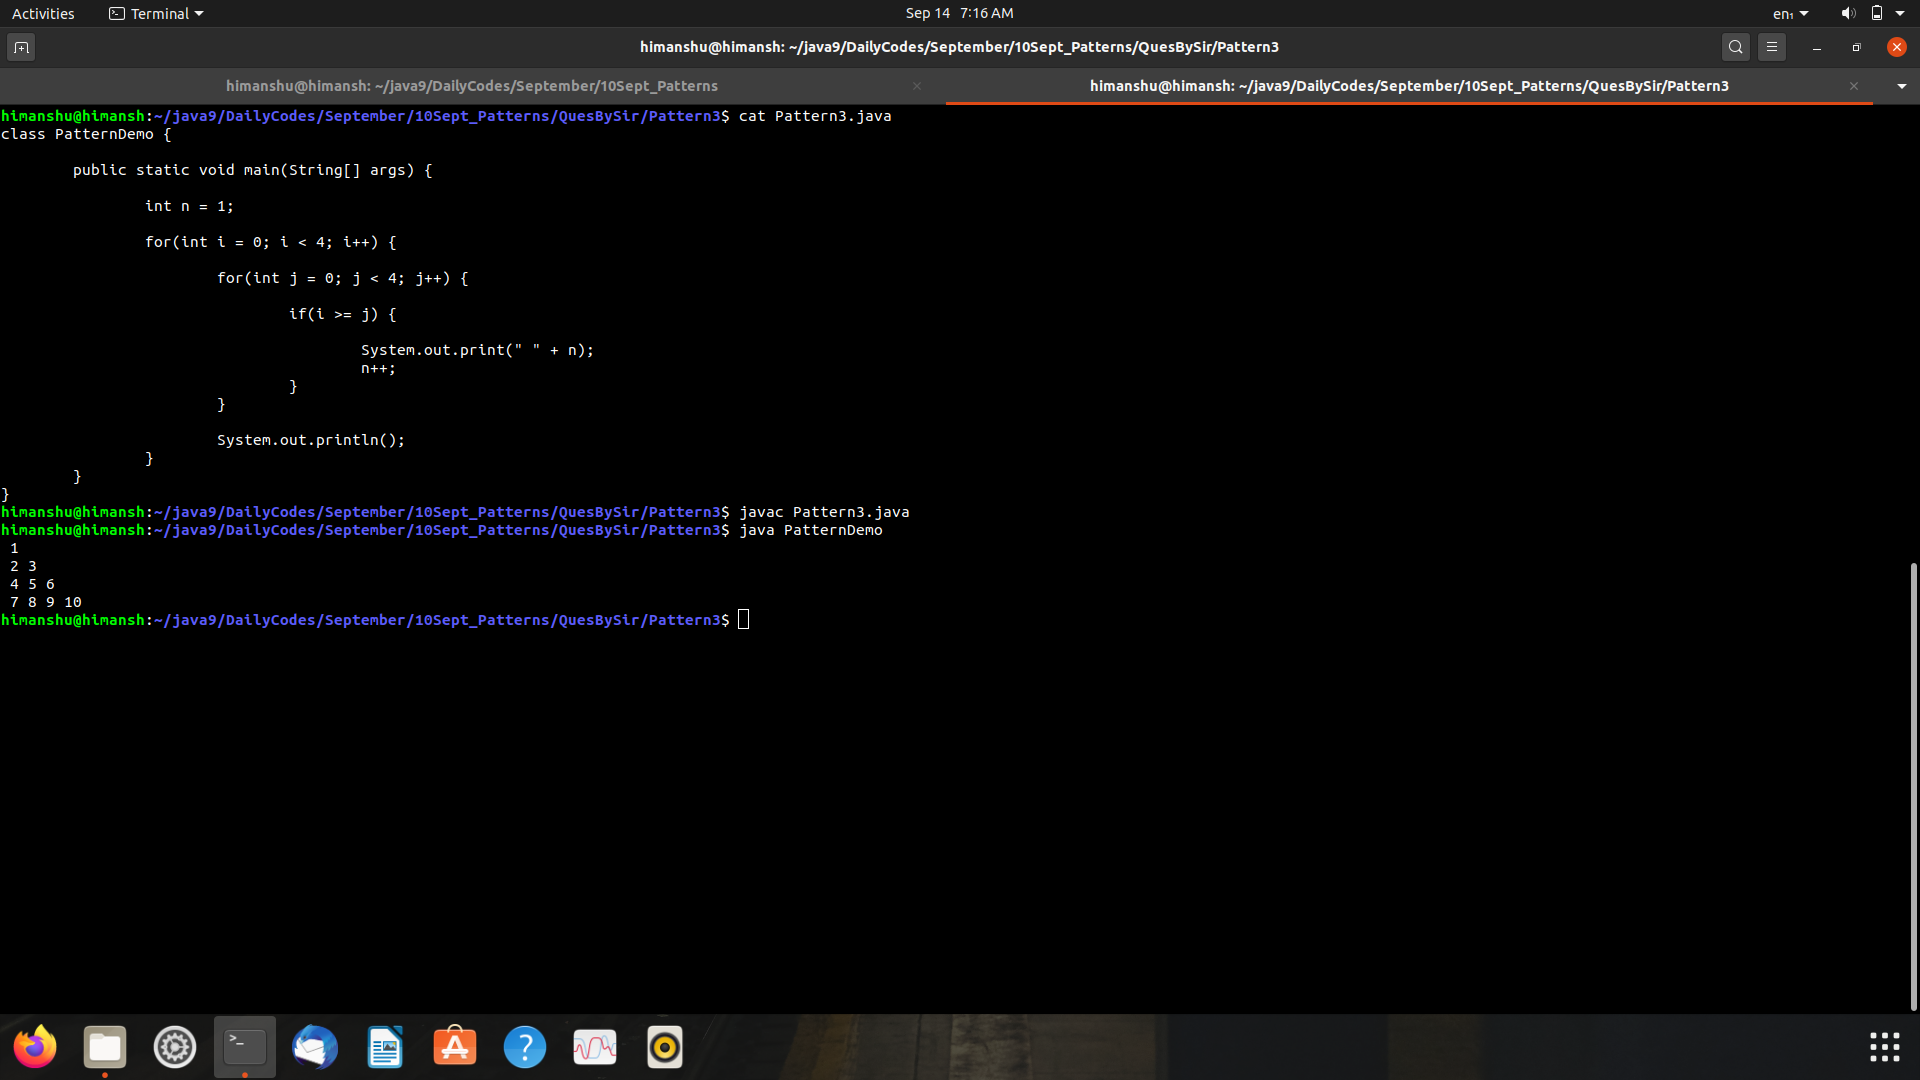 Activities Terminal Sep 14 7:16 AM en₁
himanshu@himansh: ~/java9/DailyCodes/September/10Sept_Patterns/QuesBySir/Pattern3
himanshu@himansh: ~/java9/DailyCodes/September/10Sept_Patterns himanshu@himansh: ~/java9/DailyCodes/September/10Sept_Patterns/QuesBySir/Pattern3
himanshu@himansh:~/java9/DailyCodes/September/10Sept_Patterns/QuesBySir/Pattern3$ cat Pattern3.java
class PatternDemo {
        public static void main(String[] args) {
                int n = 1;
                for(int i = 0; i < 4; i++) {
                        for(int j = 0; j < 4; j++) {
                                if(i >= j) {
                                        System.out.print(" " + n);
                                        n++;
                                }
                        }
                        System.out.println();
                }
        }
}
himanshu@himansh:~/java9/DailyCodes/September/10Sept_Patterns/QuesBySir/Pattern3$ javac Pattern3.java
himanshu@himansh:~/java9/DailyCodes/September/10Sept_Patterns/QuesBySir/Pattern3$ java PatternDemo
 1
 2 3
 4 5 6
 7 8 9 10
himanshu@himansh:~/java9/DailyCodes/September/10Sept_Patterns/QuesBySir/Pattern3$